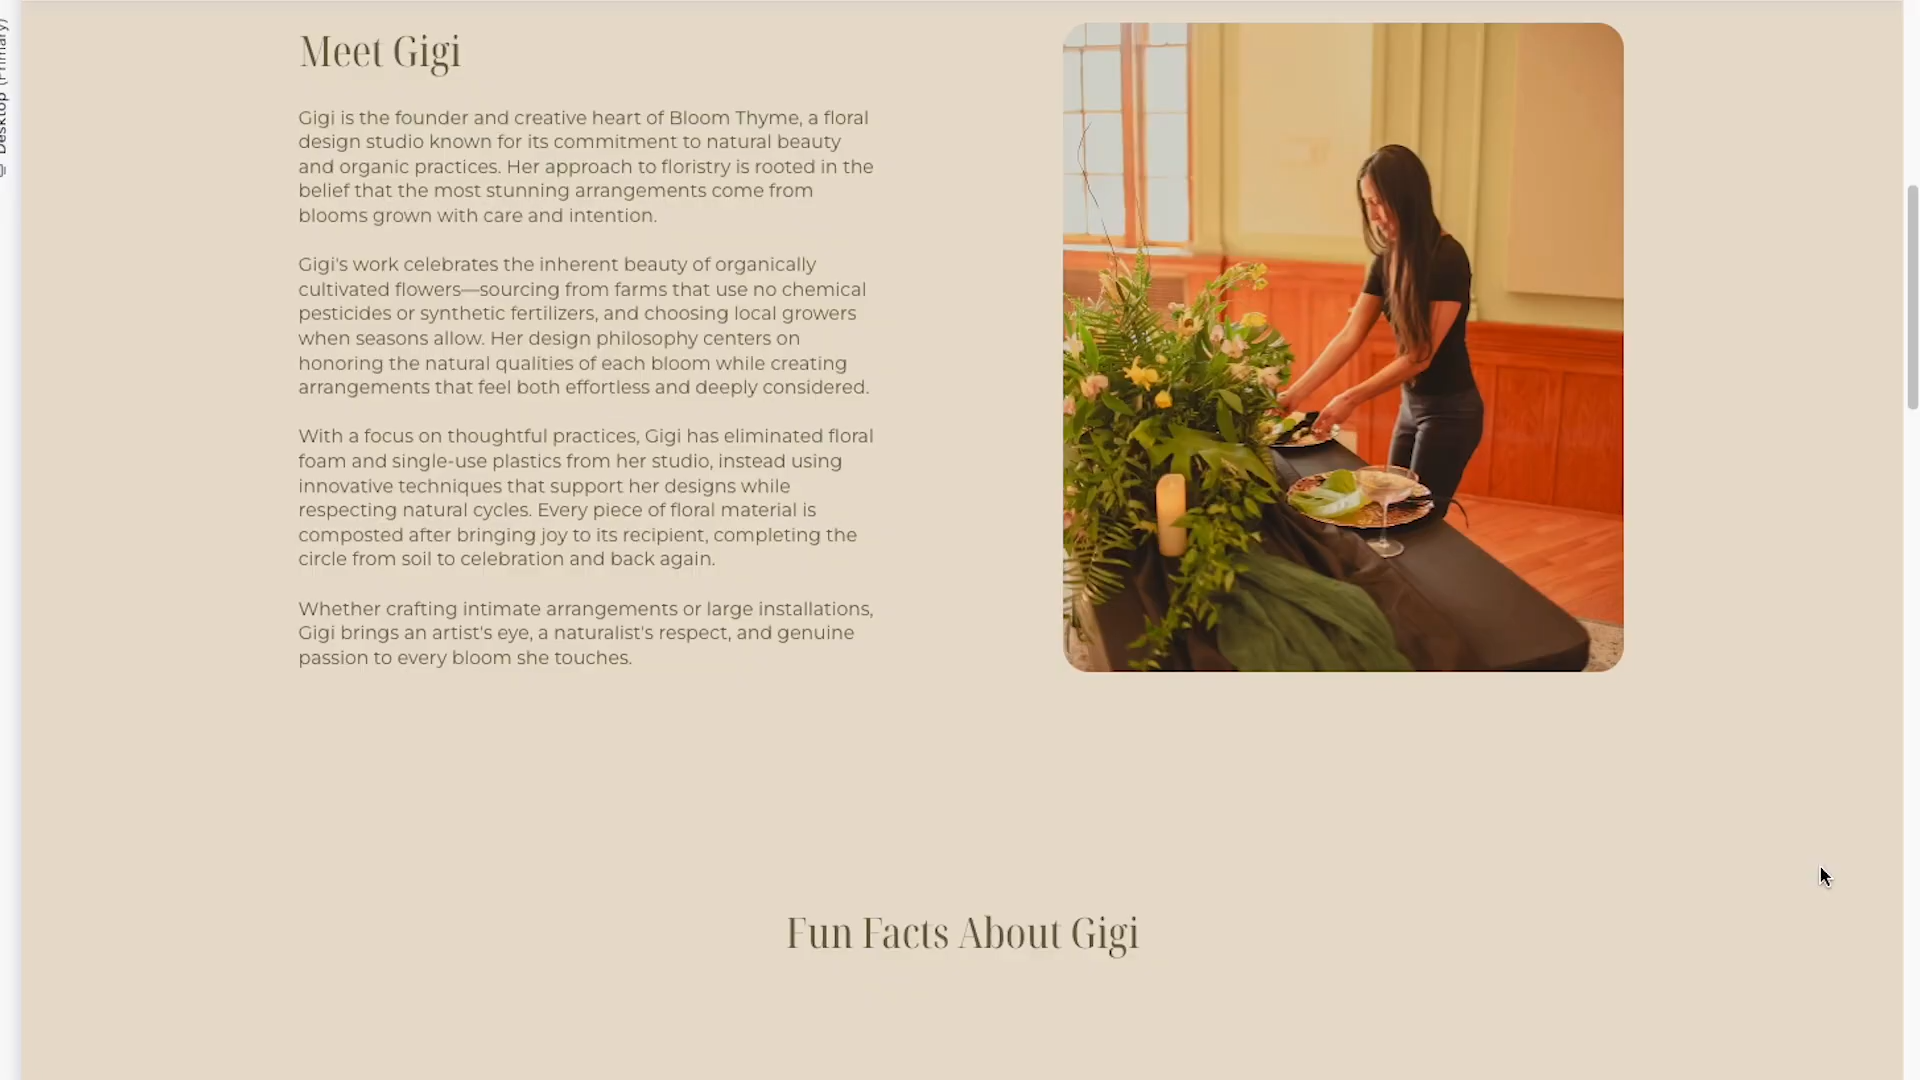 Desktop (Primary)
Meet Gigi
Gigi is the founder and creative heart of Bloom Thyme, a floral
design studio known for its commitment to natural beauty
and organic practices. Her approach to floristry is rooted in the
belief that the most stunning arrangements come from
blooms grown with care and intention.
Gigi's work celebrates the inherent beauty of organically
cultivated flowers—sourcing from farms that use no chemical
pesticides or synthetic fertilizers, and choosing local growers
when seasons allow. Her design philosophy centers on
honoring the natural qualities of each bloom while creating
arrangements that feel both effortless and deeply considered.
With a focus on thoughtful practices, Gigi has eliminated floral
foam and single-use plastics from her studio, instead using
innovative techniques that support her designs while
respecting natural cycles. Every piece of floral material is
composted after bringing joy to its recipient, completing the
circle from soil to celebration and back again.
Whether crafting intimate arrangements or large installations,
Gigi brings an artist's eye, a naturalist's respect, and genuine
passion to every bloom she touches.
Fun Facts About Gigi